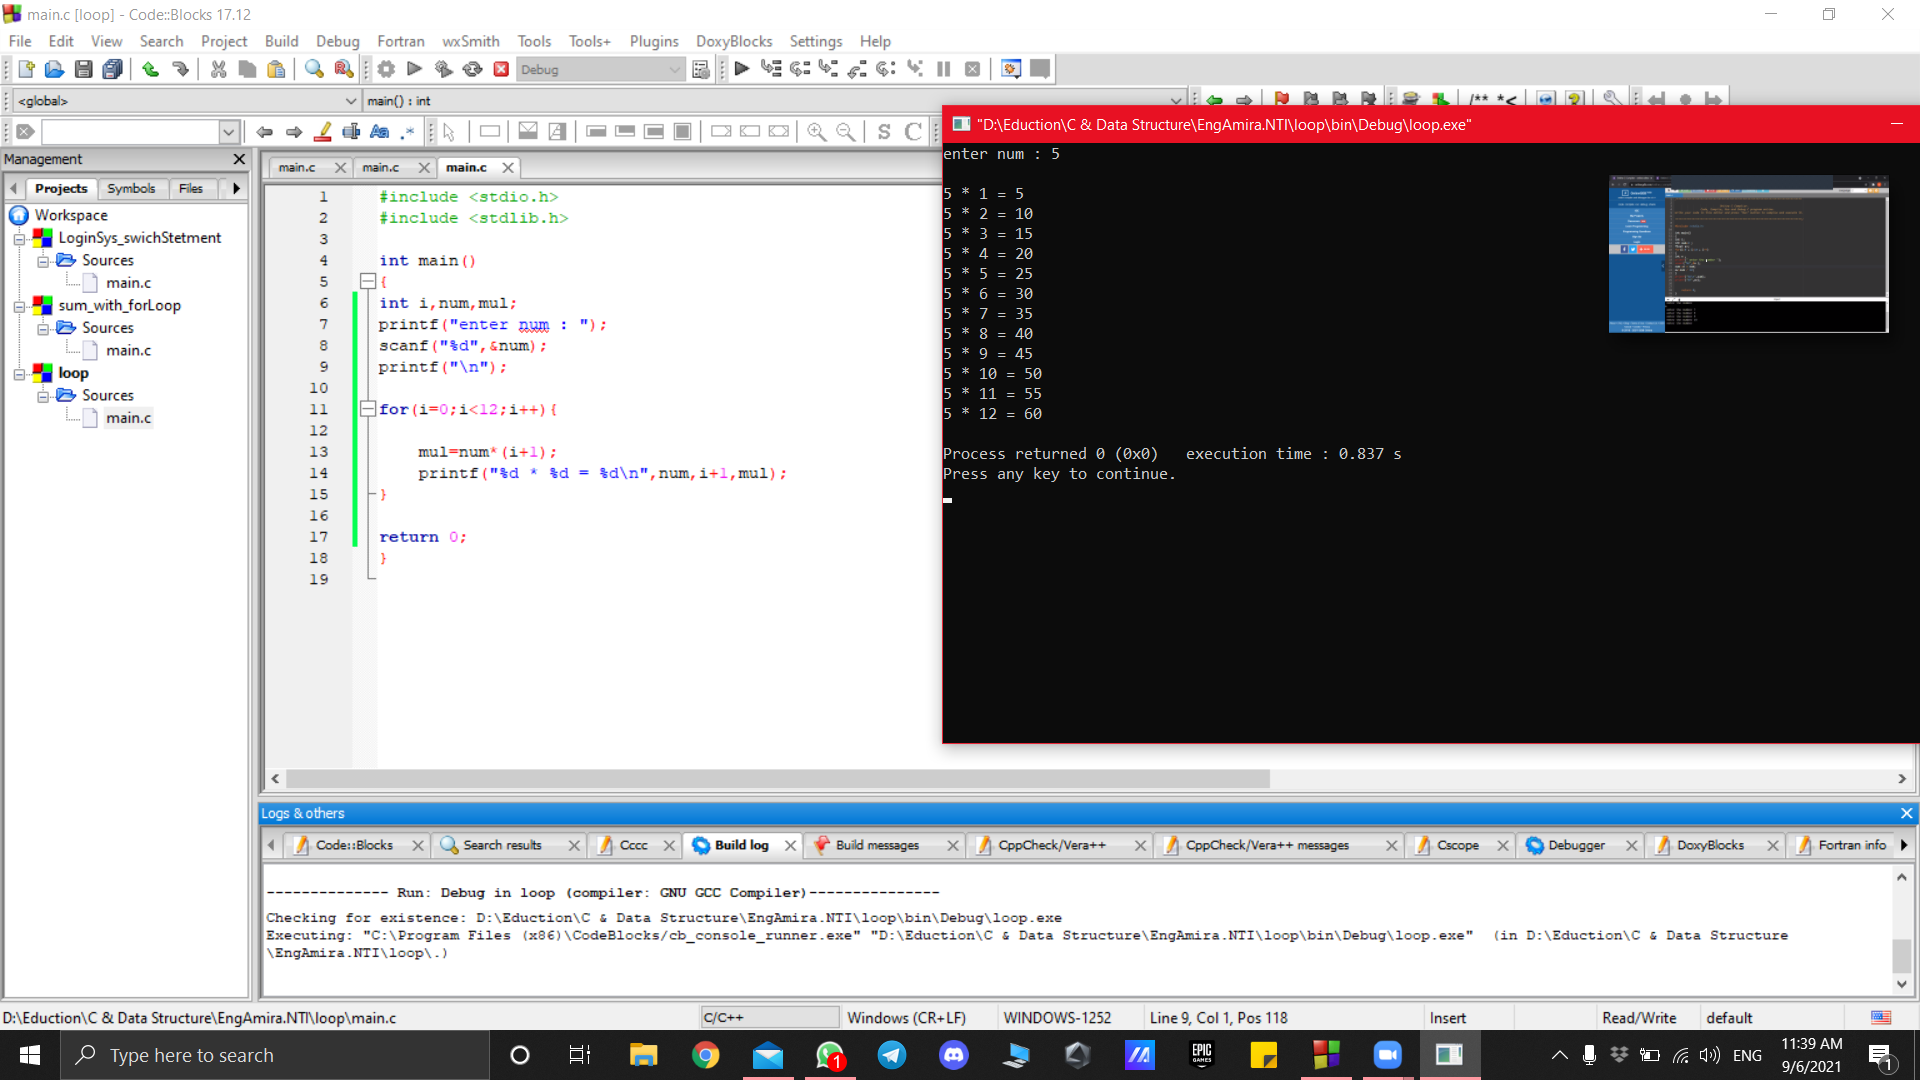 main.c [loop] - Code::Blocks 17.12
File Edit View Search Project Build Debug Fortran wxSmith Tools Tools+ Plugins DoxyBlocks Settings Help
Debug
<global>
main() : int
/** *<
Management
Projects Symbols Files
Workspace
LoginSys_swichStetment
Sources
main.c
sum_with_forLoop
Sources
main.c
loop
Sources
main.c
main.c main.c main.c
1 #include <stdio.h>
2 #include <stdlib.h>
3
4 int main()
5 {
6 int i,num,mul;
7 printf("enter num : ");
8 scanf("%d",&num);
9 printf("\n");
10
11 for(i=0;i<12;i++){
12
13 mul=num*(i+1);
14 printf("%d * %d = %d\n",num,i+1,mul);
15 }
16
17 return 0;
18 }
19
"D:\Eduction\C & Data Structure\EngAmira.NTI\loop\bin\Debug\loop.exe"
enter num : 5
5 * 1 = 5
5 * 2 = 10
5 * 3 = 15
5 * 4 = 20
5 * 5 = 25
5 * 6 = 30
5 * 7 = 35
5 * 8 = 40
5 * 9 = 45
5 * 10 = 50
5 * 11 = 55
5 * 12 = 60
Process returned 0 (0x0) execution time : 0.837 s
Press any key to continue.
Logs & others
Code::Blocks Search results Cccc Build log Build messages CppCheck/Vera++ CppCheck/Vera++ messages Cscope Debugger DoxyBlocks Fortran info
-------------- Run: Debug in loop (compiler: GNU GCC Compiler)---------------
Checking for existence: D:\Eduction\C & Data Structure\EngAmira.NTI\loop\bin\Debug\loop.exe
Executing: "C:\Program Files (x86)\CodeBlocks/cb_console_runner.exe" "D:\Eduction\C & Data Structure\EngAmira.NTI\loop\bin\Debug\loop.exe" (in D:\Eduction\C & Data Structure
\EngAmira.NTI\loop\.)
D:\Eduction\C & Data Structure\EngAmira.NTI\loop\main.c C/C++ Windows (CR+LF) WINDOWS-1252 Line 9, Col 1, Pos 118 Insert Read/Write default
Type here to search
1
EPIC
GAMES
ENG
11:39 AM
9/6/2021
1